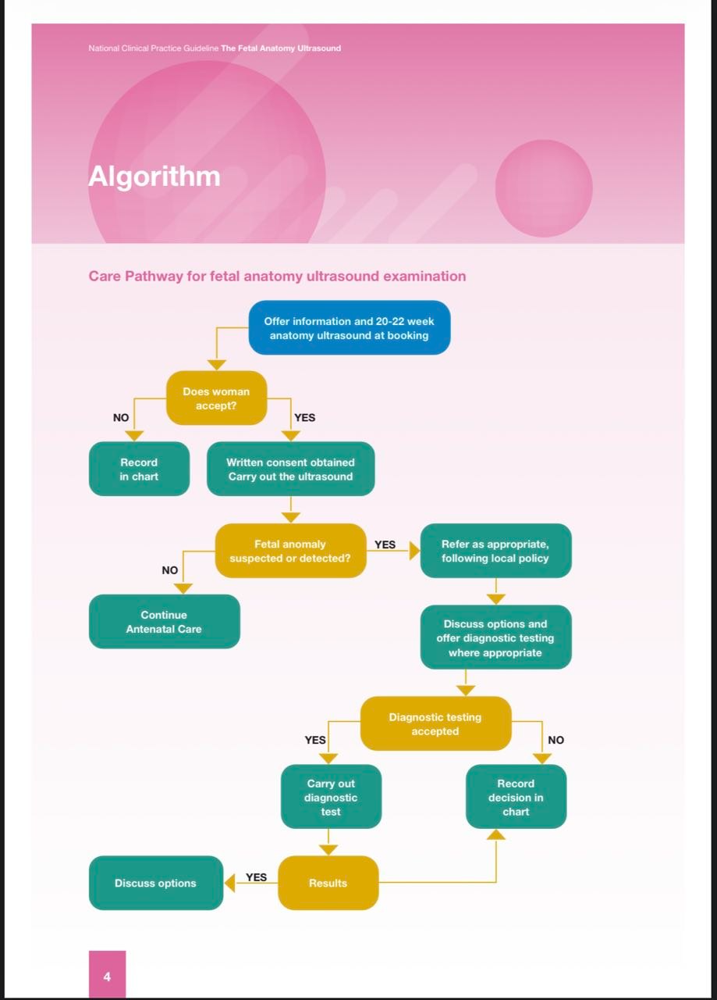 National Clinical Practice Guideline The Fetal Anatomy Ultrasound
Algorithm
Care Pathway for fetal anatomy ultrasound examination
Offer information and 20-22 week
anatomy ultrasound at booking
Does woman
accept?
NO
YES
Record
in chart
Written consent obtained
Carry out the ultrasound
Fetal anomaly
suspected or detected?
YES
Refer as appropriate,
following local policy
NO
Continue
Antenatal Care
Discuss options and
offer diagnostic testing
where appropriate
Diagnostic testing
accepted
YES
NO
Carry out
diagnostic
test
Record
decision in
chart
Discuss options
YES
Results
4